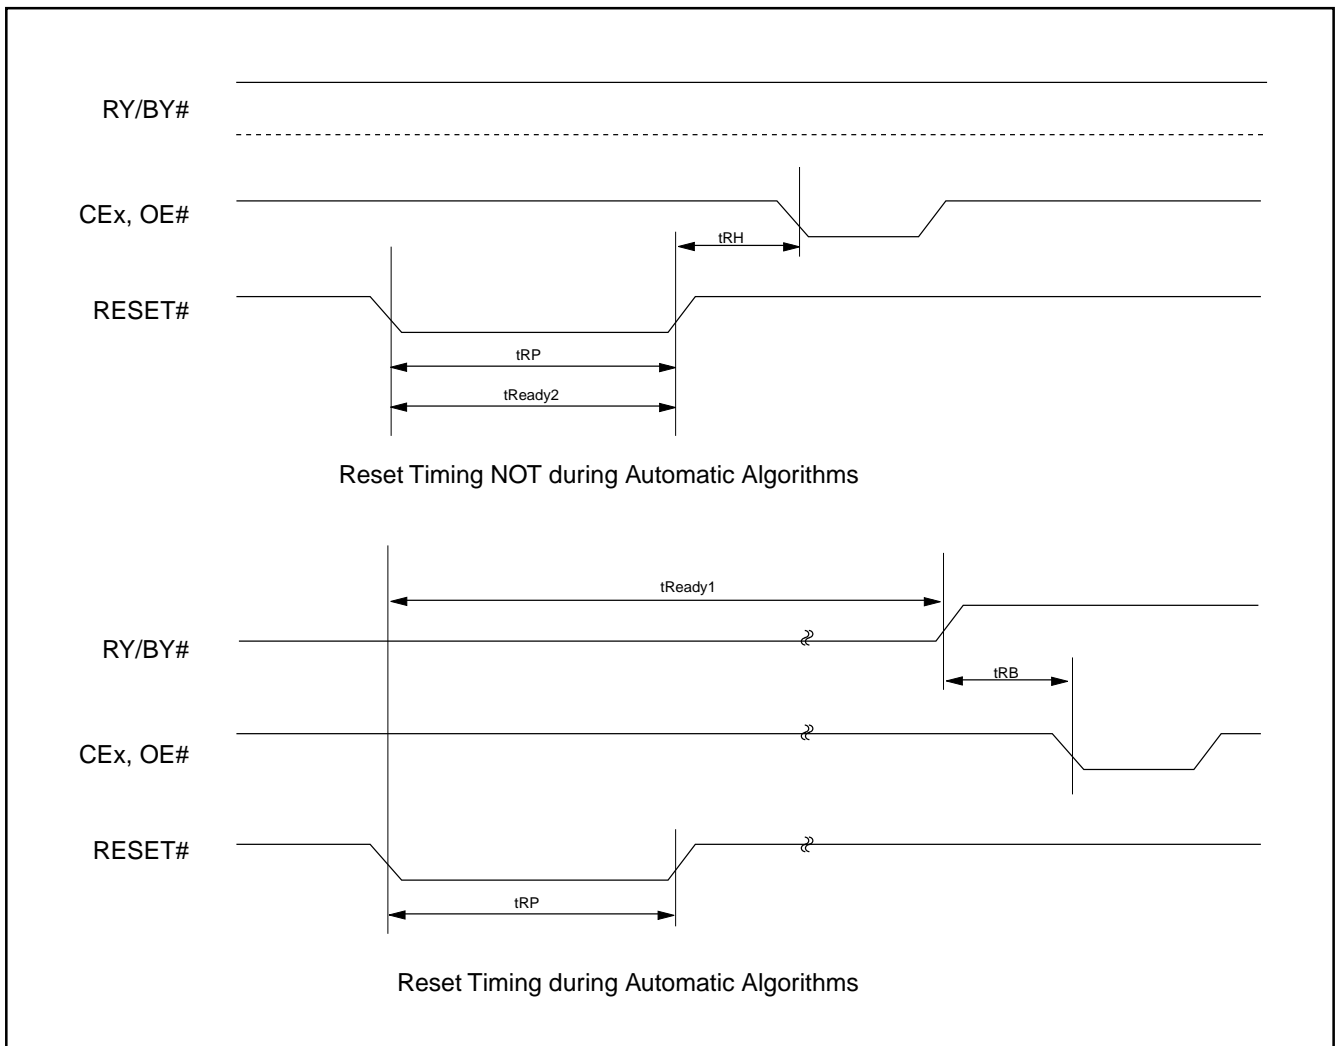 RY/BY#
CEx, OE#
tRH
RESET#
tRP
tReady2
Reset Timing NOT during Automatic Algorithms
tReady1
RY/BY#
tRB
CEx, OE#
RESET#
tRP
Reset Timing during Automatic Algorithms